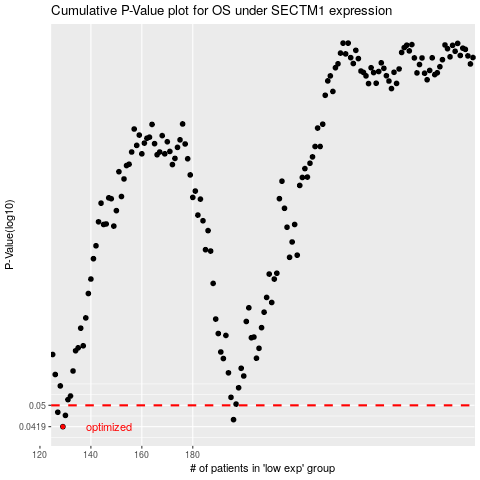 Cumulative P-Value plot for OS under SECTM1 expression
P-Value(log10)
0.05
0.0419
optimized
120 140 160 180
# of patients in 'low exp' group